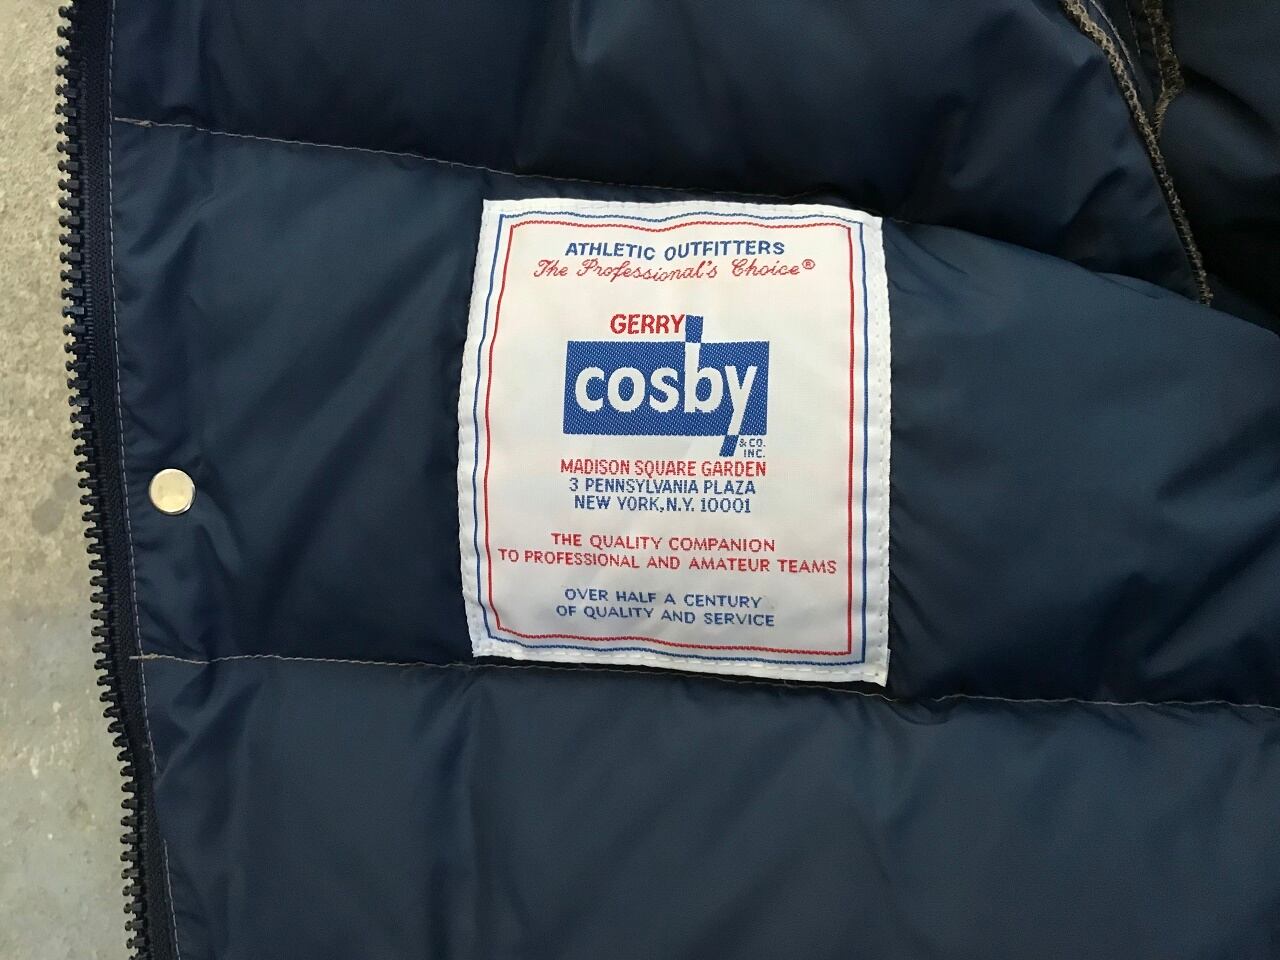 ATHLETIC OUTFITTERS
The Professional's Choice®
GERRY
cosby
& CO.
INC.
MADISON SQUARE GARDEN
3 PENNSYLVANIA PLAZA
NEW YORK, N.Y. 10001
THE QUALITY COMPANION
TO PROFESSIONAL AND AMATEUR TEAMS
OVER HALF A CENTURY
OF QUALITY AND SERVICE